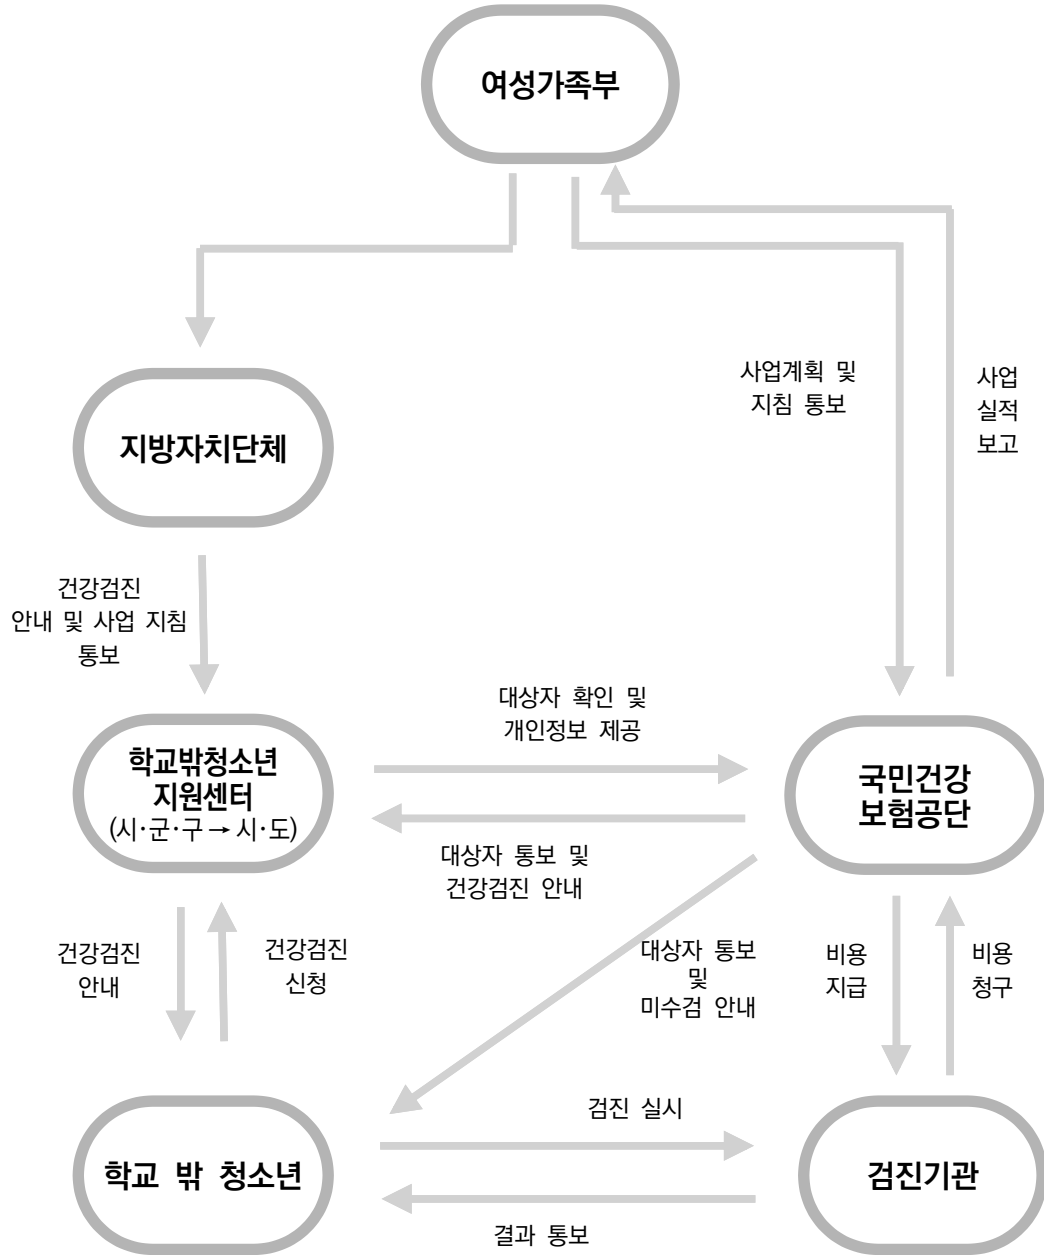 여성가족부
사업계획 및
지침 통보
사업
실적
보고
지방자치단체
건강검진
안내 및 사업 지침
통보
대상자 확인 및
개인정보 제공
학교밖청소년
지원센터
(시·군·구→시·도)
국민건강
보험공단
대상자 통보 및
건강검진 안내
건강검진
안내
건강검진
신청
대상자 통보
및
미수검 안내
비용
지급
비용
청구
검진 실시
학교 밖 청소년
검진기관
결과 통보